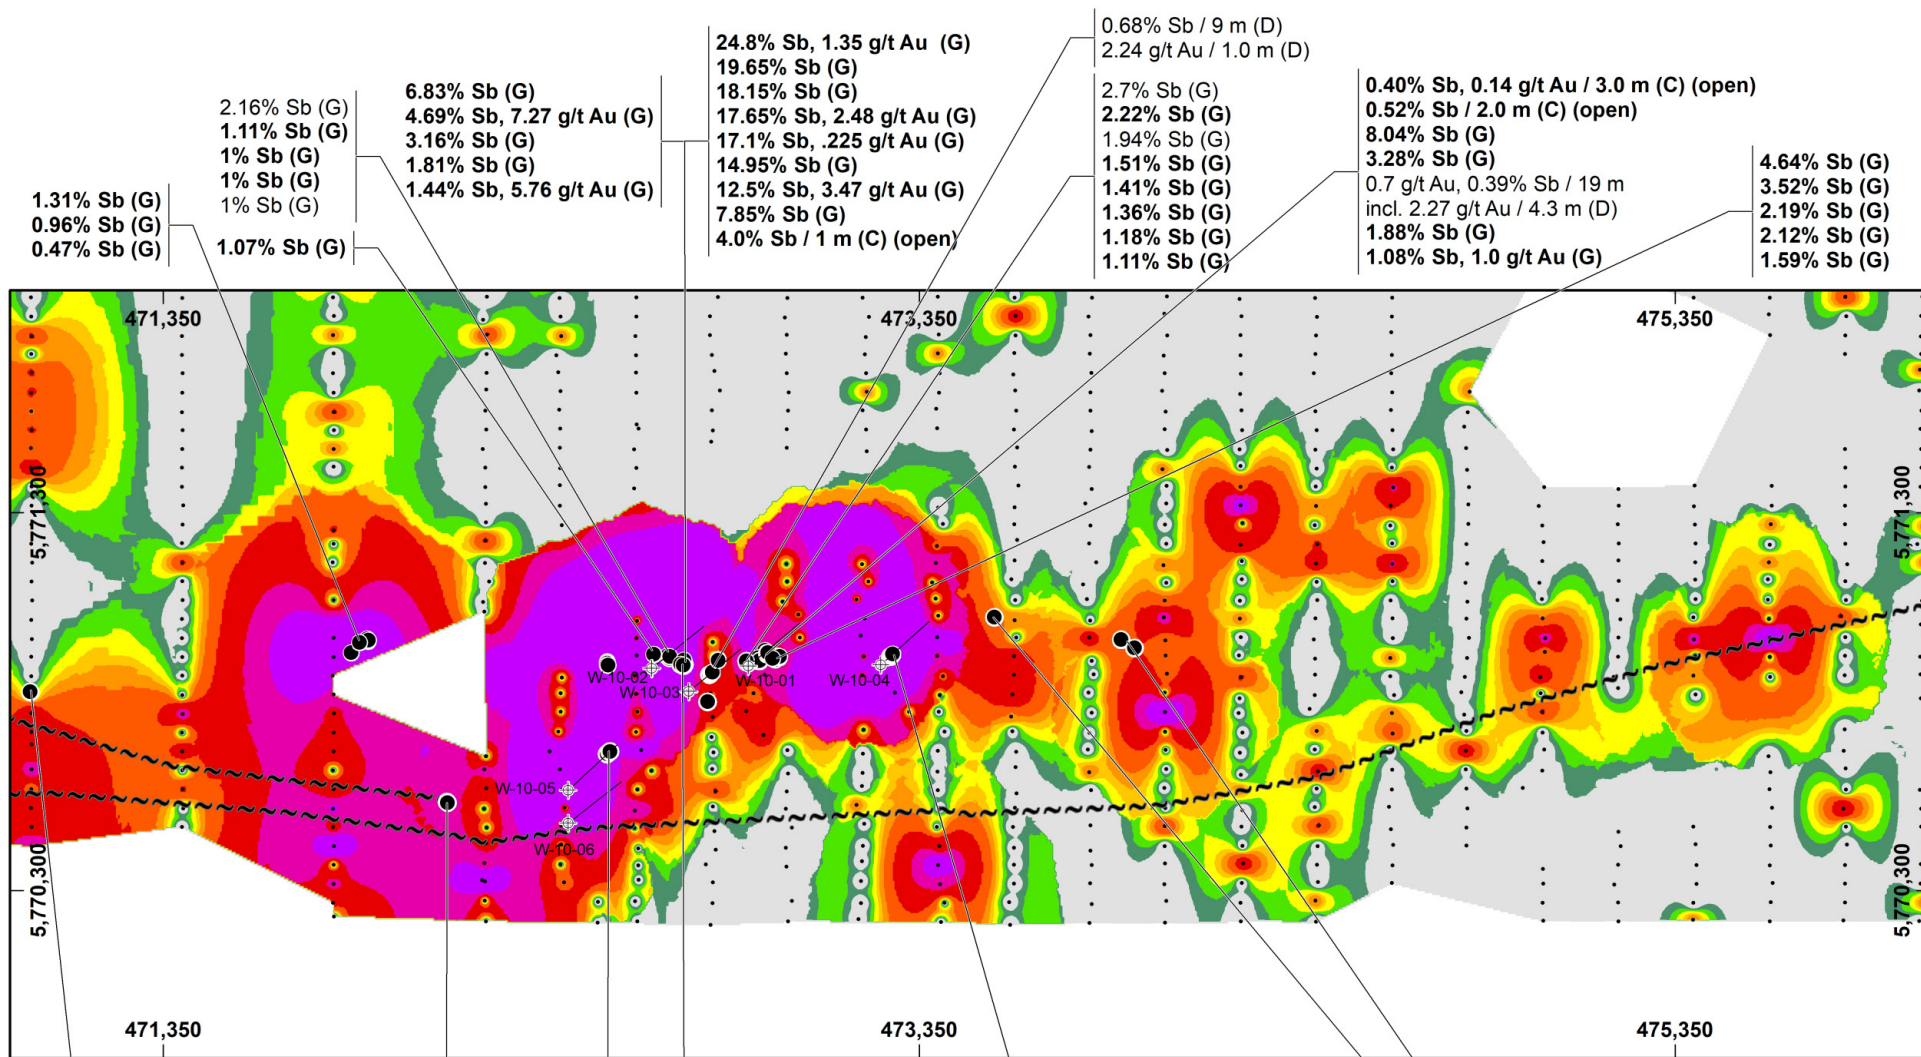 1.31% Sb (G)
0.96% Sb (G)
0.47% Sb (G)
2.16% Sb (G)
1.11% Sb (G)
1% Sb (G)
1% Sb (G)
1% Sb (G)
1.07% Sb (G)
6.83% Sb (G)
4.69% Sb, 7.27 g/t Au (G)
3.16% Sb (G)
1.81% Sb (G)
1.44% Sb, 5.76 g/t Au (G)
24.8% Sb, 1.35 g/t Au (G)
19.65% Sb (G)
18.15% Sb (G)
17.65% Sb, 2.48 g/t Au (G)
17.1% Sb, .225 g/t Au (G)
14.95% Sb (G)
12.5% Sb, 3.47 g/t Au (G)
7.85% Sb (G)
4.0% Sb / 1 m (C) (open)
0.68% Sb / 9 m (D)
2.24 g/t Au / 1.0 m (D)
2.7% Sb (G)
2.22% Sb (G)
1.94% Sb (G)
1.51% Sb (G)
1.41% Sb (G)
1.36% Sb (G)
1.18% Sb (G)
1.11% Sb (G)
0.40% Sb, 0.14 g/t Au / 3.0 m (C) (open)
0.52% Sb / 2.0 m (C) (open)
8.04% Sb (G)
3.28% Sb (G)
0.7 g/t Au, 0.39% Sb / 19 m
incl. 2.27 g/t Au / 4.3 m (D)
1.88% Sb (G)
1.08% Sb, 1.0 g/t Au (G)
4.64% Sb (G)
3.52% Sb (G)
2.19% Sb (G)
2.12% Sb (G)
1.59% Sb (G)
471,350
473,350
475,350
5,771,300
5,771,300
W-10-02
W-10-03
W-10-01
W-10-04
W-10-05
W-10-06
5,770,300
5,770,300
471,350
473,350
475,350